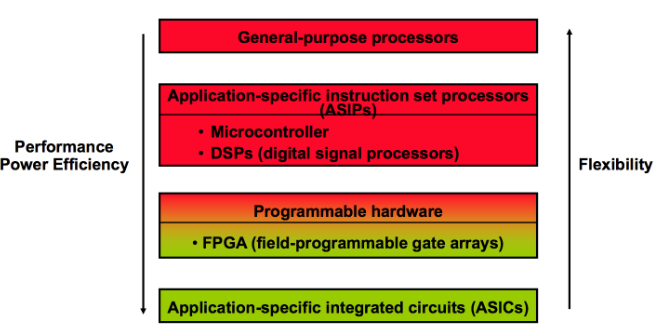 General-purpose processors
Application-specific instruction set processors
(ASIPs)
• Microcontroller
• DSPs (digital signal processors)
Performance
Power Efficiency
Flexibility
Programmable hardware
• FPGA (field-programmable gate arrays)
Application-specific integrated circuits (ASICs)